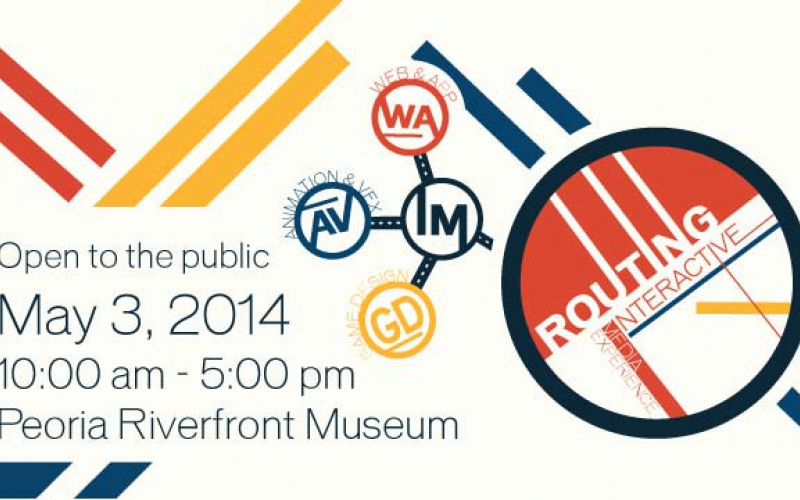 Open to the public
May 3, 2014
10:00 am - 5:00 pm
Peoria Riverfront Museum
WEB & APP
WA
ANIMATION & VFX
AV
IM
GAME DESIGN
GD
ROUTING
INTERACTIVE
MEDIA
EXPERIENCE